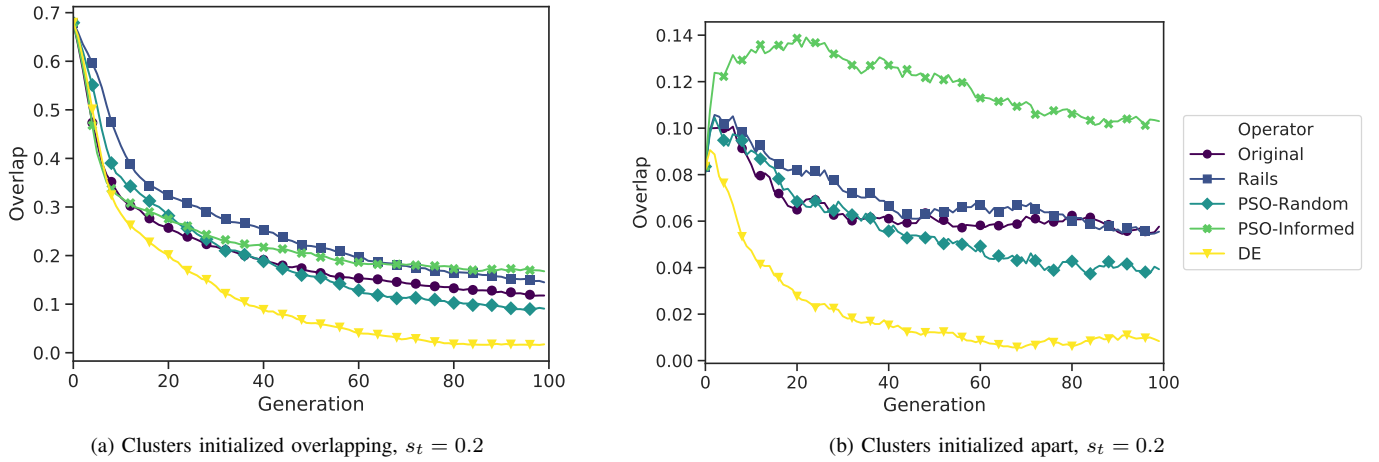 0.7
0.6
0.5
0.4
0.3
0.2
0.1
0.0
Overlap
0 20 40 60 80 100
Generation
(a) Clusters initialized overlapping, s_t = 0.2
0.14
0.12
0.10
0.08
0.06
0.04
0.02
0.00
Overlap
0 20 40 60 80 100
Generation
(b) Clusters initialized apart, s_t = 0.2
Operator
Original
Rails
PSO-Random
PSO-Informed
DE